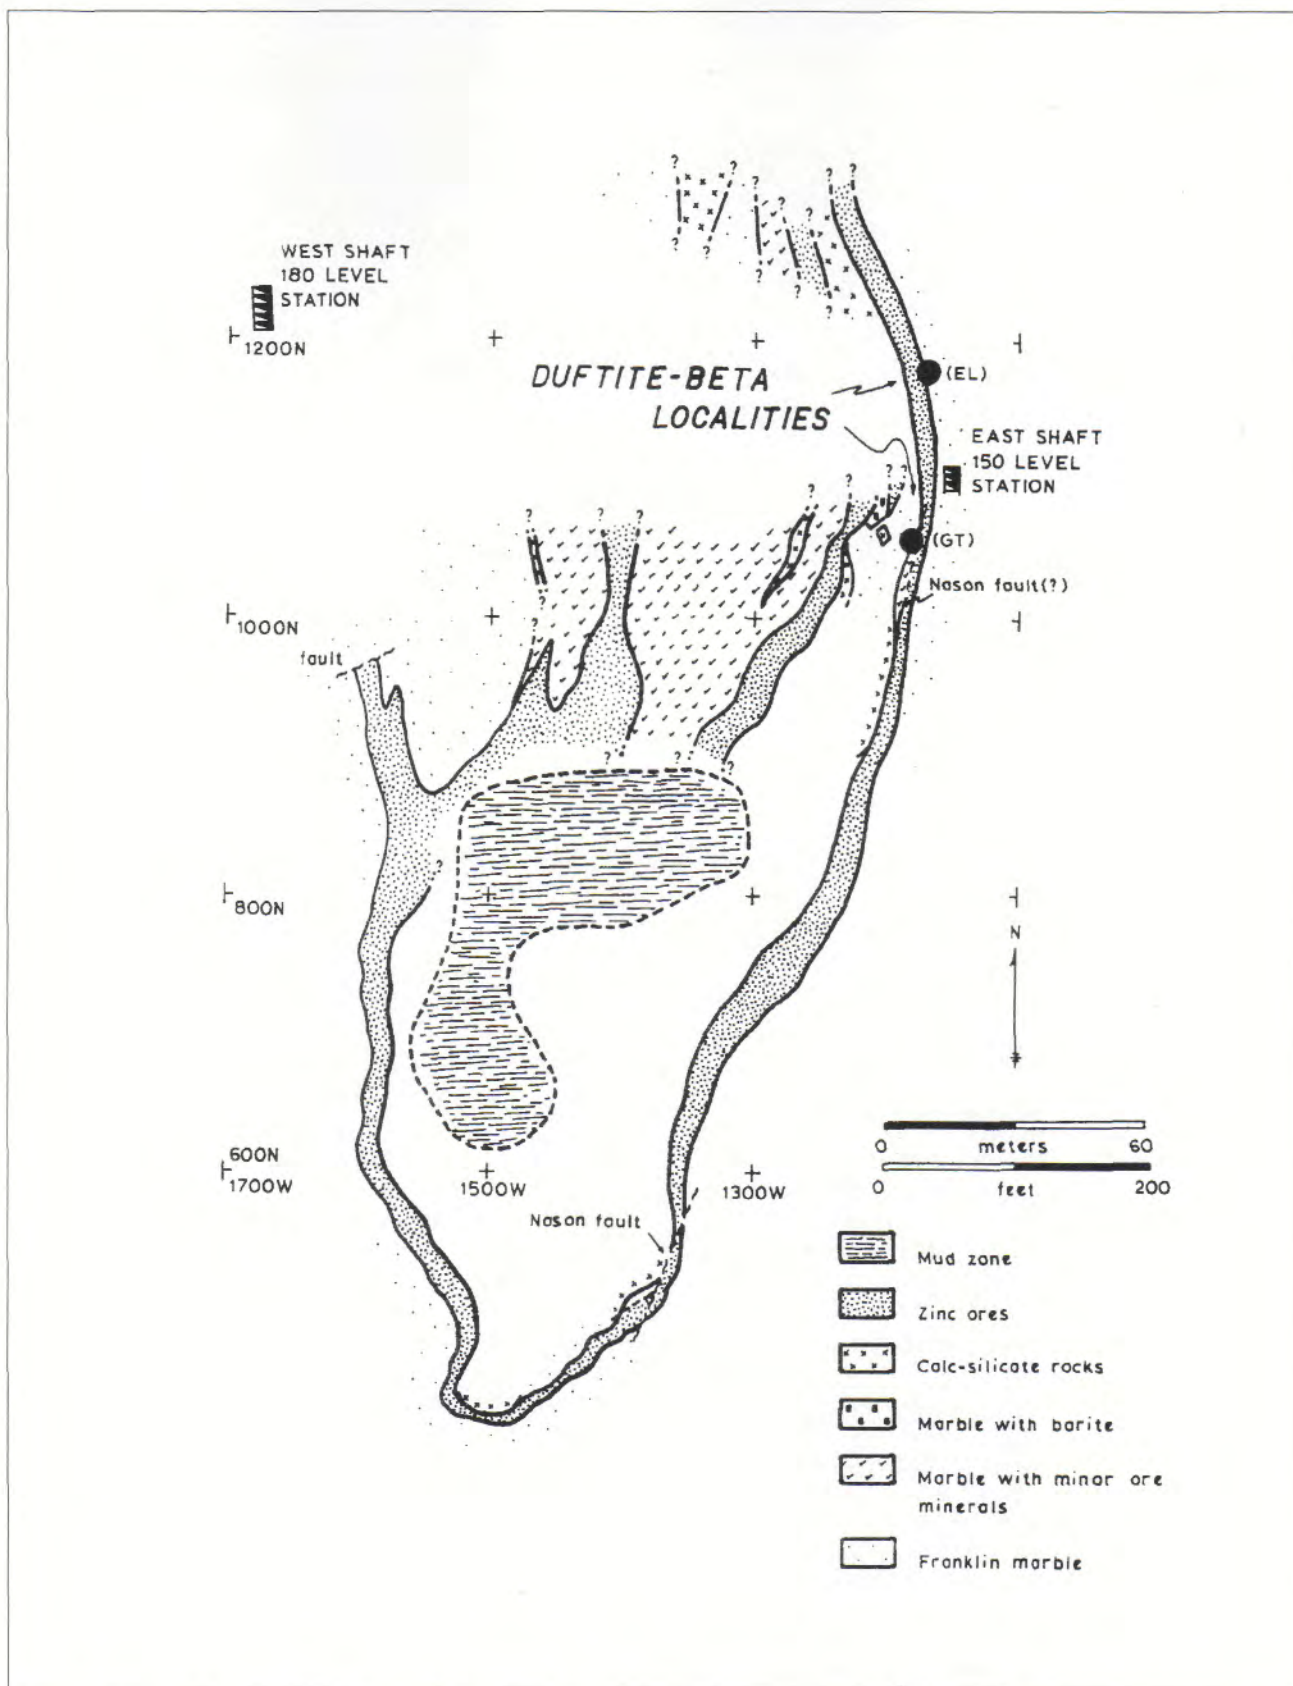 WEST SHAFT
180 LEVEL
STATION
1200N
DUFTITE-BETA
LOCALITIES
(EL)
EAST SHAFT
150 LEVEL
STATION
(GT)
Nason fault(?)
1000N
fault
800N
N
600N
1700W
1500W
1300W
0 meters 60
0 feet 200
Nason fault
Mud zone
Zinc ores
Calc-silicate rocks
Marble with barite
Marble with minor ore
minerals
Franklin marble
? ? ? ? ? ? ? ? ? ? ? ? ? ? ? ? ? ? ? ? ? ? ? ? ?